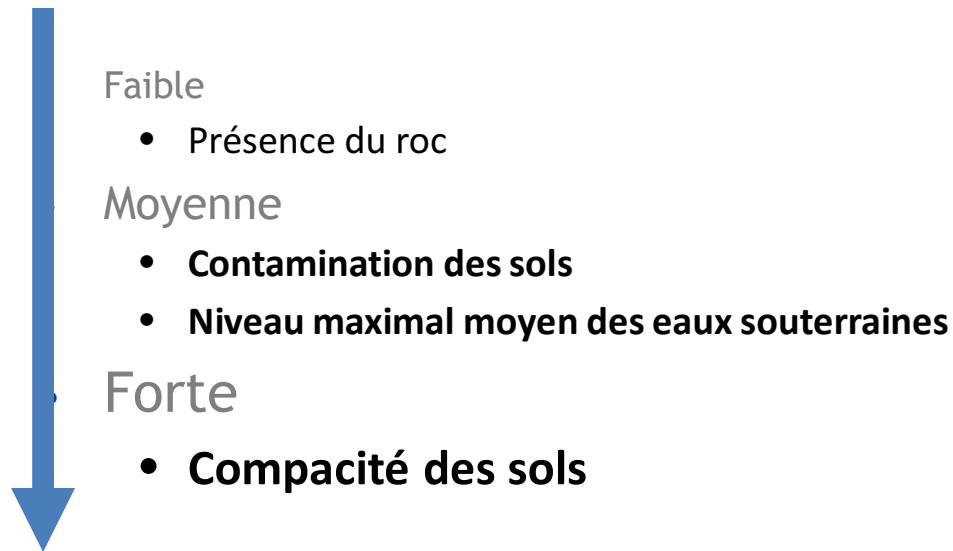 Faible
• Présence du roc
Moyenne
• Contamination des sols
• Niveau maximal moyen des eaux souterraines
Forte
• Compacité des sols